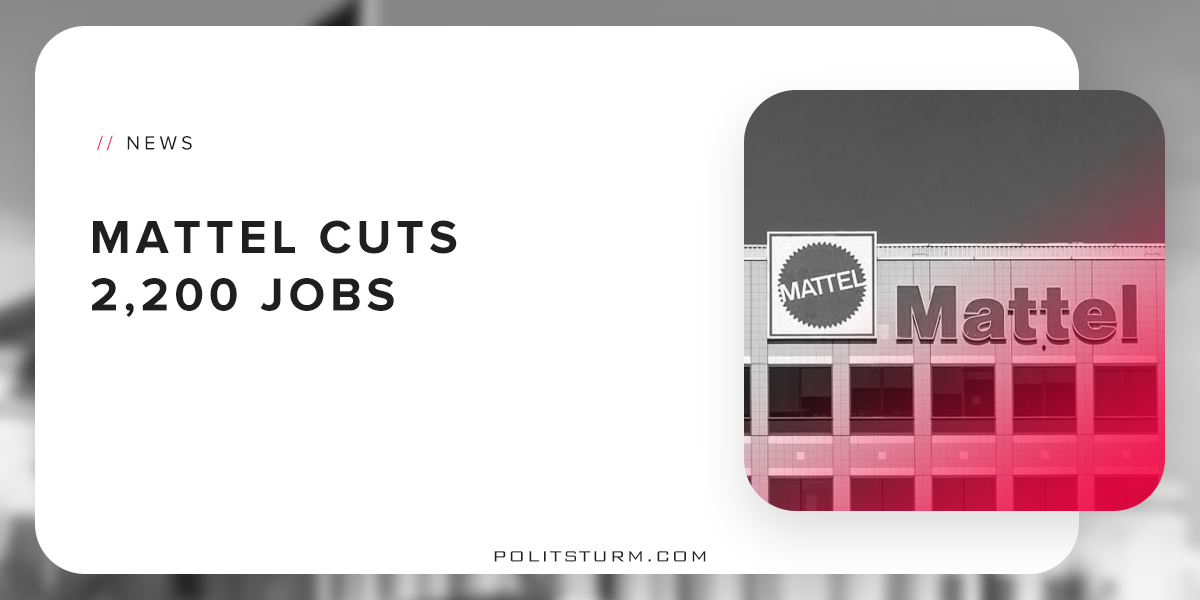 // NEWS
MATTEL CUTS
2,200 JOBS
MATTEL
Mattel
POLITSTURM.COM